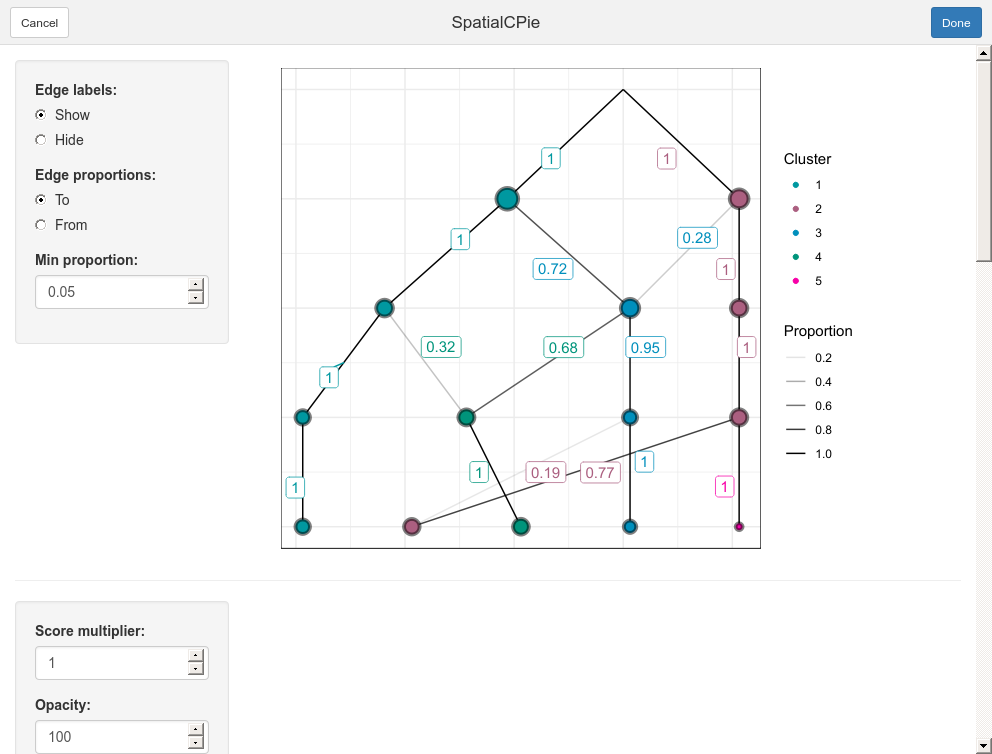 Cancel
SpatialCPie
Done
Edge labels:
Show
Hide
Edge proportions:
To
From
Min proportion:
0.05
1
1
1
0.28
0.72
1
0.32
0.68
0.95
1
1
1
0.19
0.77
1
1
1
Cluster
1
2
3
4
5
Proportion
0.2
0.4
0.6
0.8
1.0
Score multiplier:
1
Opacity:
100